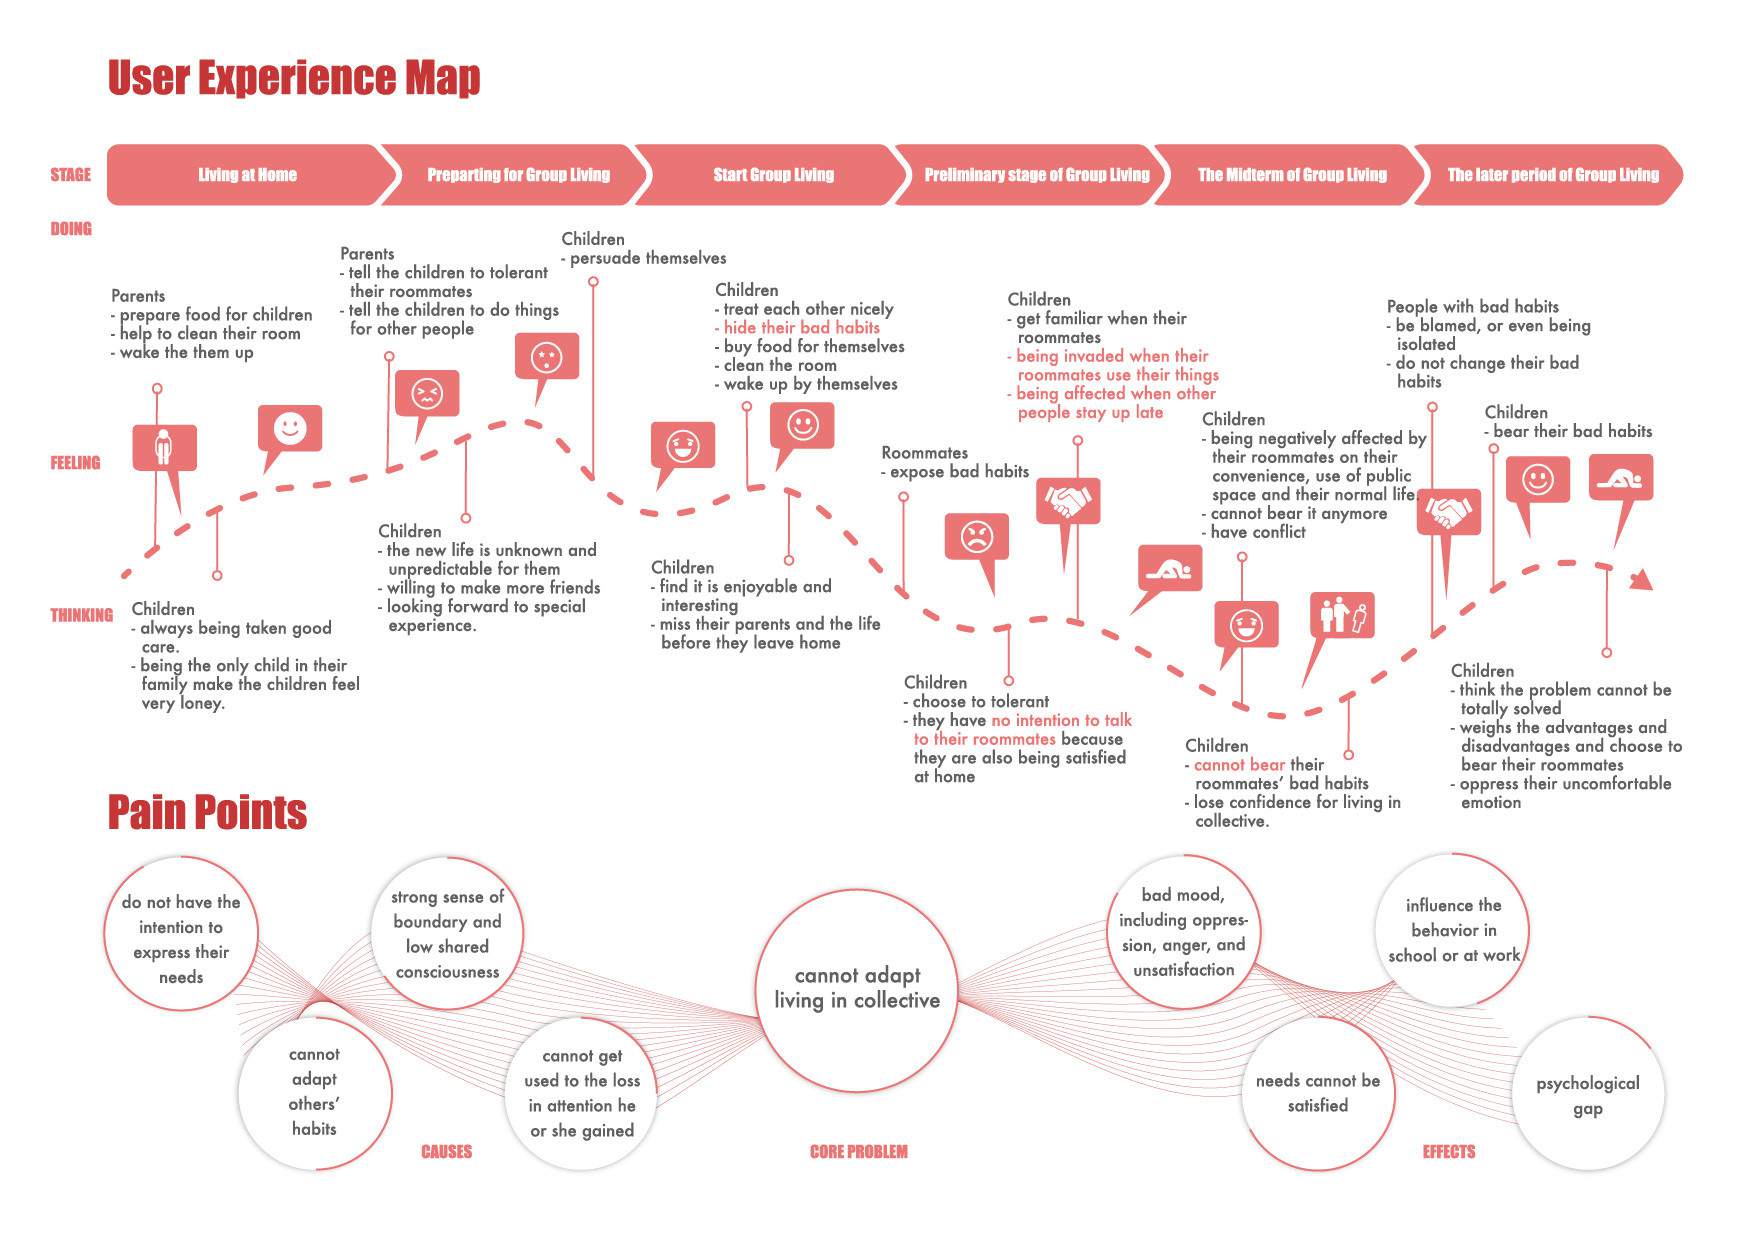 User Experience Map
STAGE
Living at Home
Preparting for Group Living
Start Group Living
Preliminary stage of Group Living
The Midterm of Group Living
The later period of Group Living
DOING
Parents
- prepare food for children
- help to clean their room
- wake the them up
Parents
- tell the children to tolerant
their roommates
- tell the children to do things
for other people
Children
- persuade themselves
Children
- treat each other nicely
- hide their bad habits
- buy food for themselves
- clean the room
- wake up by themselves
Roommates
- expose bad habits
Children
- get familiar when their
roommates
- being invaded when their
roommates use their things
- being affected when other
people stay up late
Children
- being negatively affected by
their roommates on their
convenience, use of public
space and their normal life.
- cannot bear it anymore
- have conflict
People with bad habits
- be blamed, or even being
isolated
- do not change their bad
habits
Children
- bear their bad habits
FEELING
THINKING
Children
- always being taken good
care.
- being the only child in their
family make the children feel
very loney.
Children
- the new life is unknown and
unpredictable for them
- willing to make more friends
- looking forward to special
experience.
Children
- find it is enjoyable and
interesting
- miss their parents and the life
before they leave home
Children
- choose to tolerant
- they have no intention to talk
to their roommates because
they are also being satisfied
at home
Children
- cannot bear their
roommates' bad habits
- lose confidence for living in
collective.
Children
- think the problem cannot be
totally solved
- weighs the advantages and
disadvantages and choose to
bear their roommates
- oppress their uncomfortable
emotion
Pain Points
do not have the
intention to
express their
needs
strong sense of
boundary and
low shared
consciousness
cannot
adapt
others'
habits
cannot get
used to the loss
in attention he
or she gained
CAUSES
cannot adapt
living in collective
CORE PROBLEM
bad mood,
including oppres-
sion, anger, and
unsatisfaction
influence the
behavior in
school or at work
needs cannot be
satisfied
psychological
gap
EFFECTS